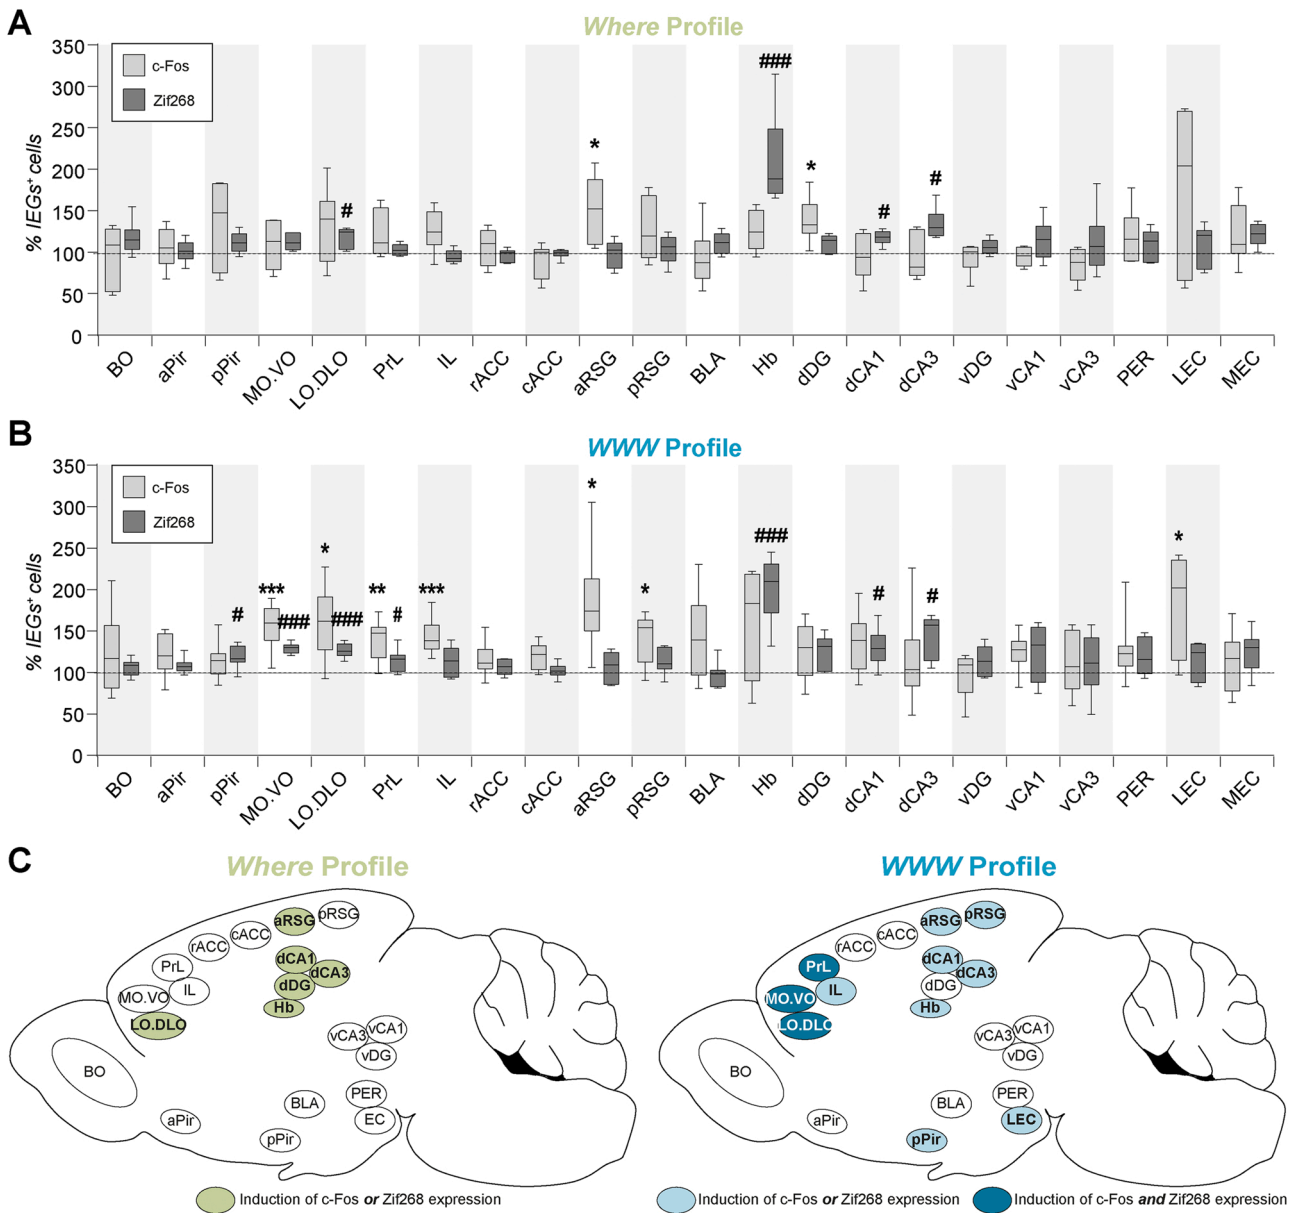 A
Where Profile
% IEGs+ cells
350
300
250
200
150
100
50
0
c-Fos
Zif268
# * ### * # #
BO aPir pPir MO.VO LO.DLO PrL IL rACC cACC aRSG pRSG BLA Hb dDG dCA1 dCA3 vDG vCA1 vCA3 PER LEC MEC
B
WWW Profile
% IEGs+ cells
350
300
250
200
150
100
50
0
c-Fos
Zif268
# *** ### * ### ** # *** * * ### # # *
BO aPir pPir MO.VO LO.DLO PrL IL rACC cACC aRSG pRSG BLA Hb dDG dCA1 dCA3 vDG vCA1 vCA3 PER LEC MEC
C
Where Profile
aRSG pRSG
cACC
rACC
dCA1
PrL dCA3
dDG
IL
MO.VO
Hb
LO.DLO
vCA1
vCA3
vDG
BO
PER
BLA
aPir EC
pPir
Induction of c-Fos or Zif268 expression
WWW Profile
aRSG pRSG
cACC
rACC
dCA1
PrL dCA3
dDG
IL
MO.VO
Hb
LO.DLO
vCA1
vCA3
vDG
BO
PER
BLA
aPir LEC
pPir
Induction of c-Fos or Zif268 expression
Induction of c-Fos and Zif268 expression